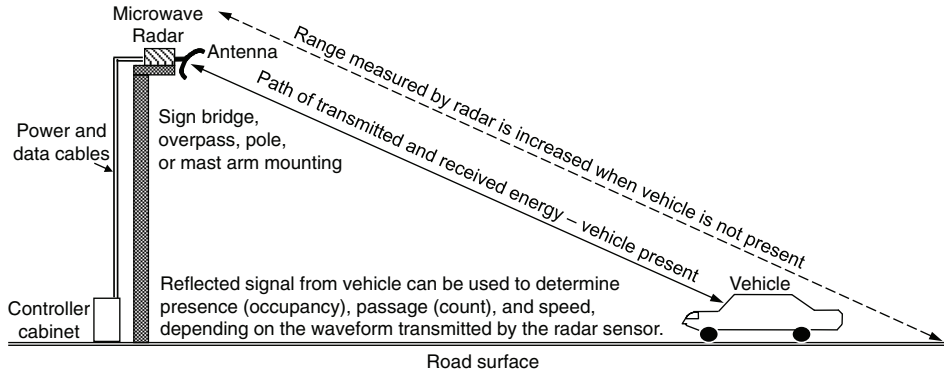 Microwave
Radar
Antenna
Range measured by radar is increased when vehicle is not present
Path of transmitted and received energy – vehicle present
Power and
data cables
Sign bridge,
overpass, pole,
or mast arm mounting
Reflected signal from vehicle can be used to determine
presence (occupancy), passage (count), and speed,
depending on the waveform transmitted by the radar sensor.
Vehicle
Controller
cabinet
Road surface